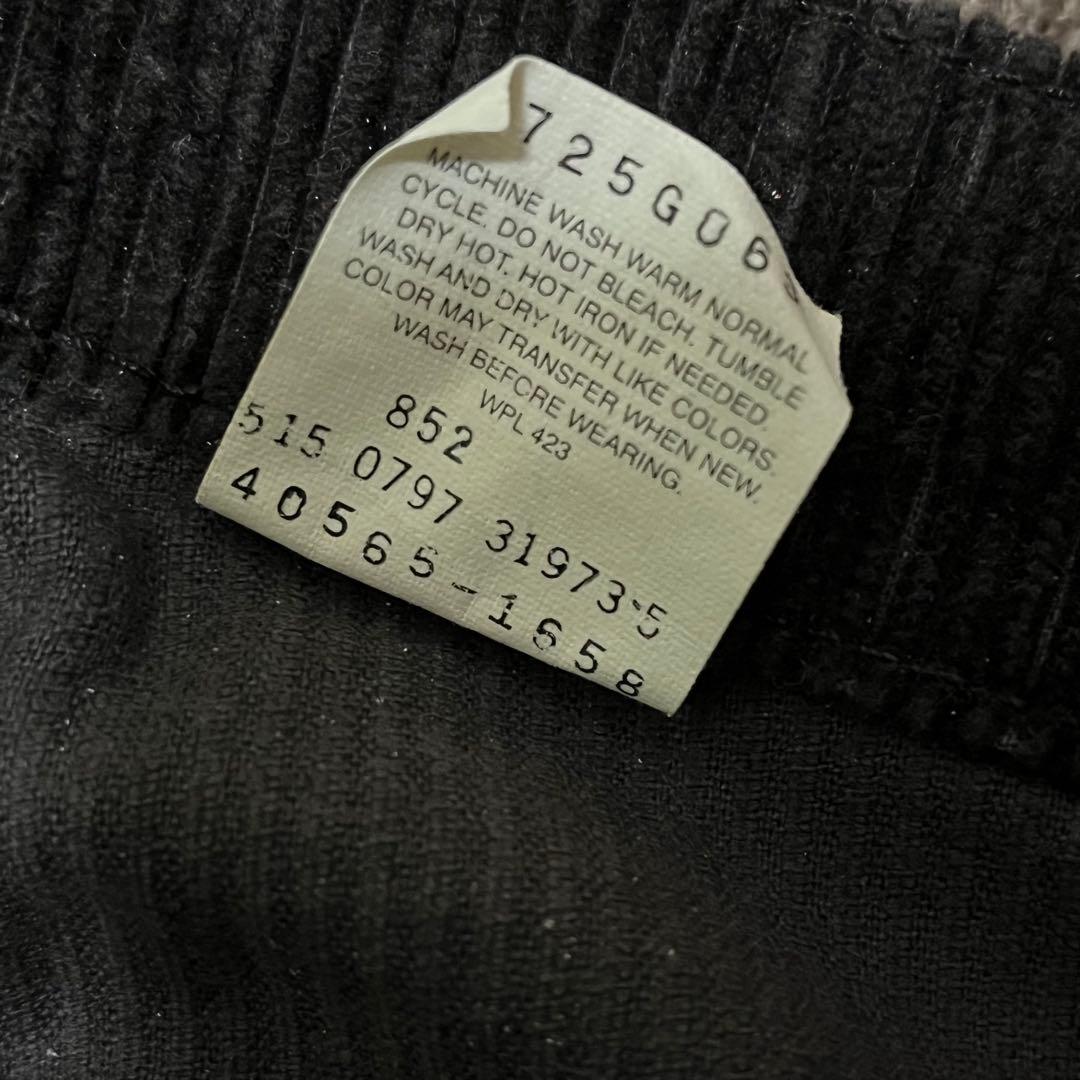 725G06
MACHINE WASH WARM NORMAL
CYCLE. DO NOT BLEACH. TUMBLE
DRY HOT. HOT IRON IF NEEDED.
WASH AND DRY WITH LIKE COLORS.
COLOR MAY TRANSFER WHEN NEW.
WASH BEFORE WEARING.
WPL 423
852
515 0797 31973-5
40565-1658